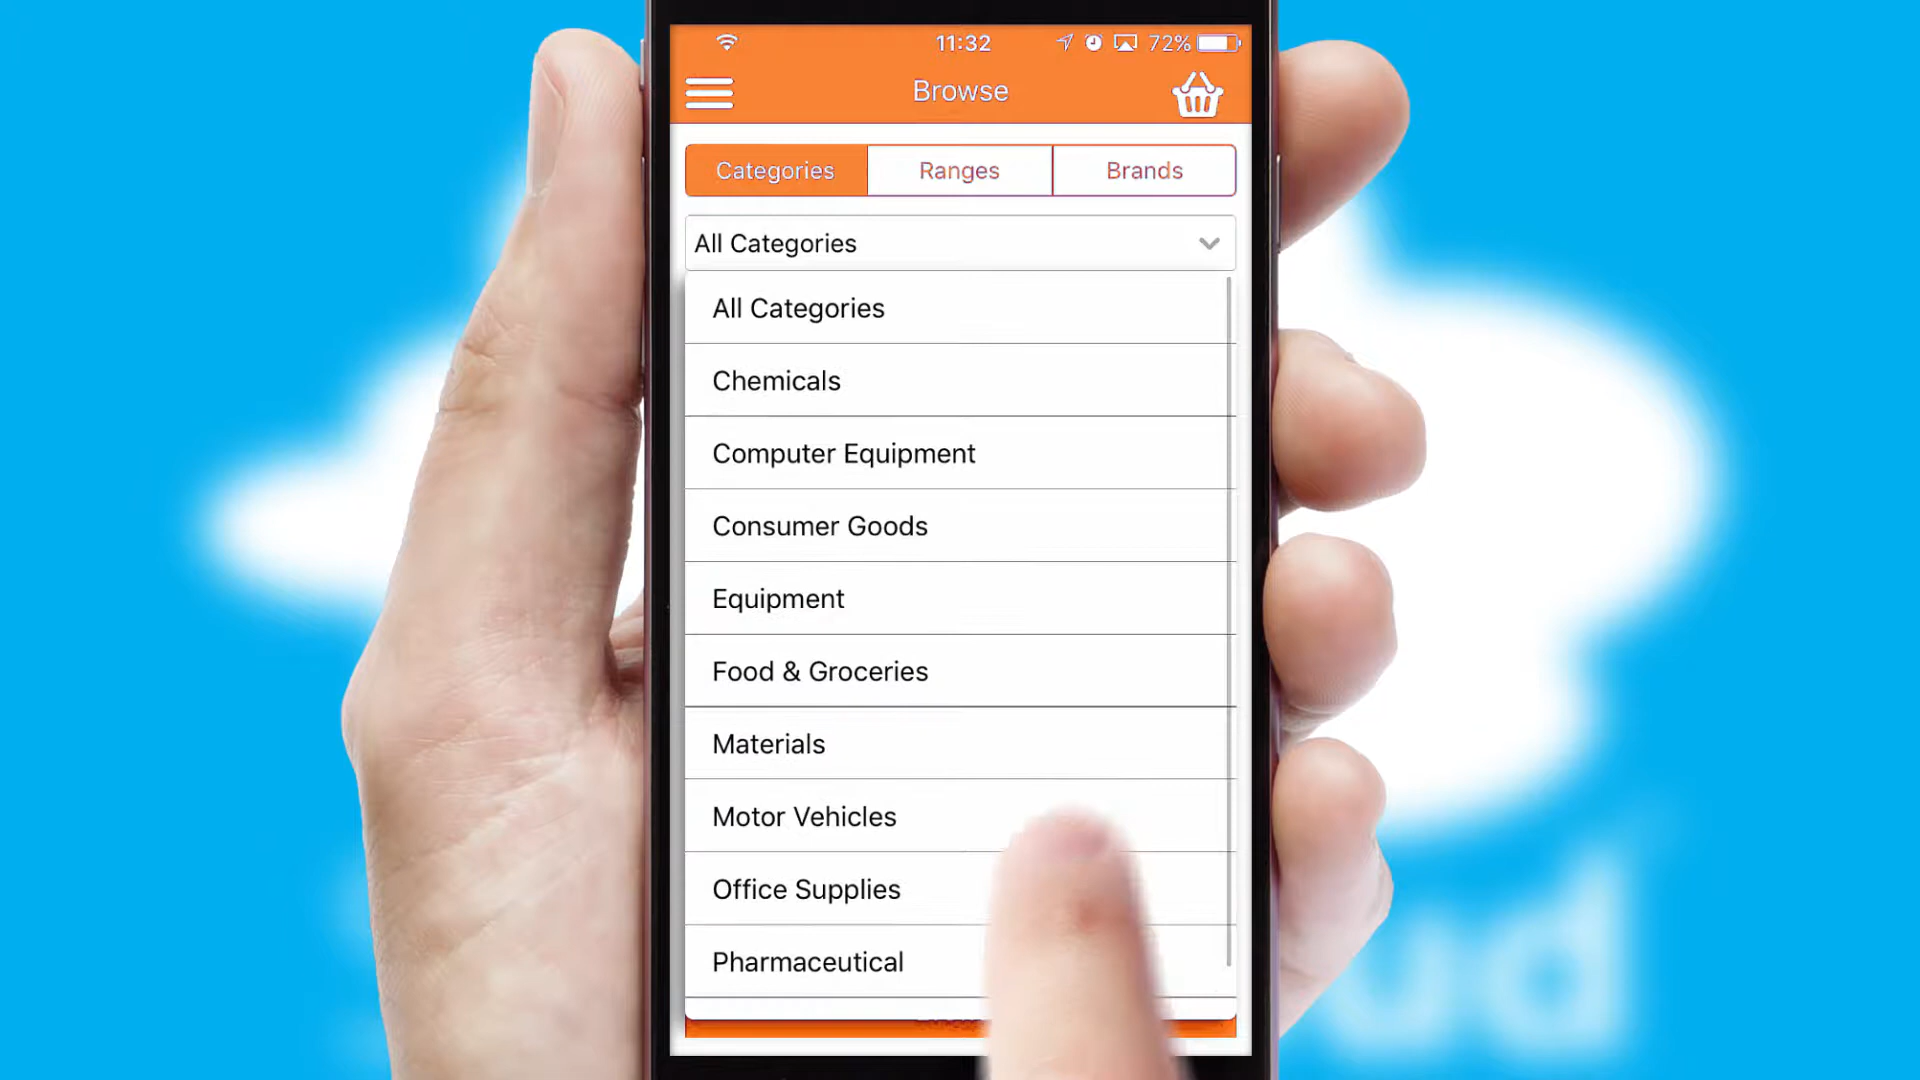 11:32
72%
Browse
Categories
Ranges
Brands
All Categories
All Categories
Chemicals
Computer Equipment
Consumer Goods
Equipment
Food & Groceries
Materials
Motor Vehicles
Office Supplies
Pharmaceutical